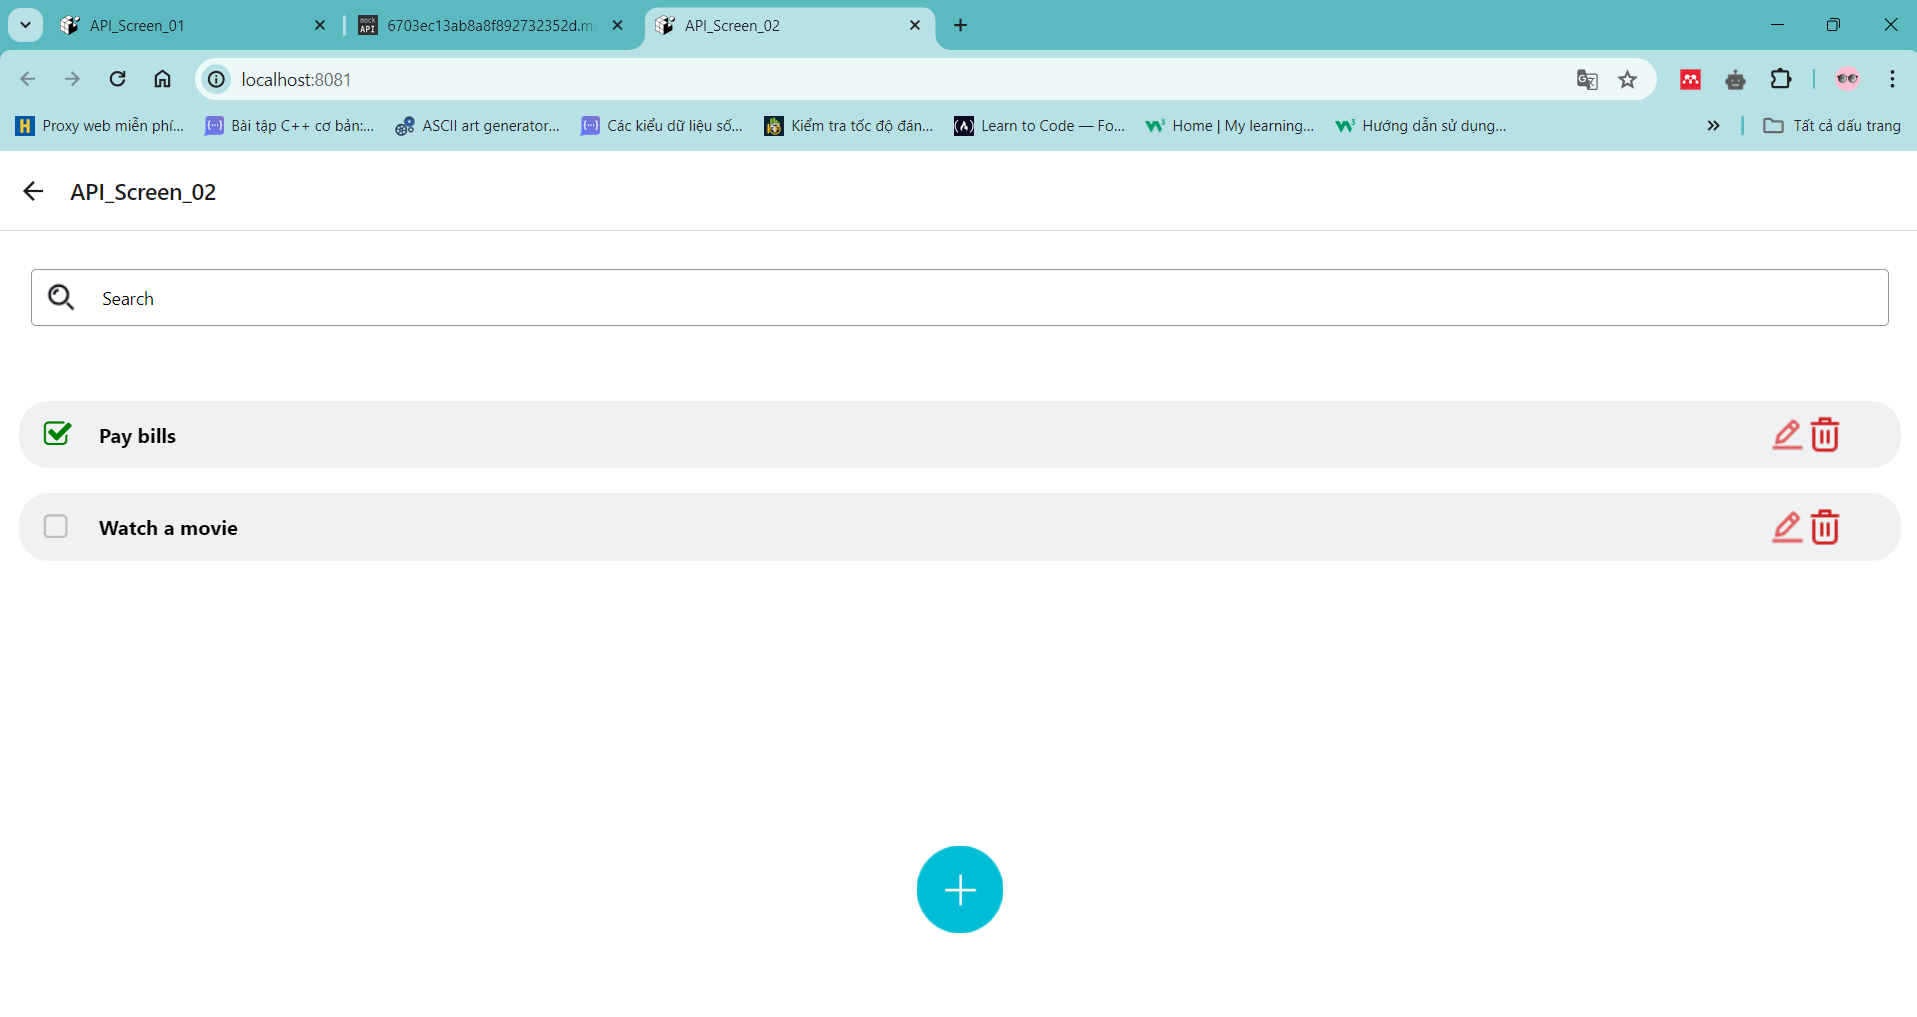 API_Screen_01
mock API
6703ec13ab8a8f892732352d.m
API_Screen_02
localhost:8081
H Proxy web miễn phí...
Bài tập C++ cơ bản:...
ASCII art generator...
Các kiểu dữ liệu số...
Kiểm tra tốc độ đán...
Learn to Code — Fo...
Home | My learning...
Hướng dẫn sử dụng...
Tất cả dấu trang
API_Screen_02
Search
Pay bills
Watch a movie